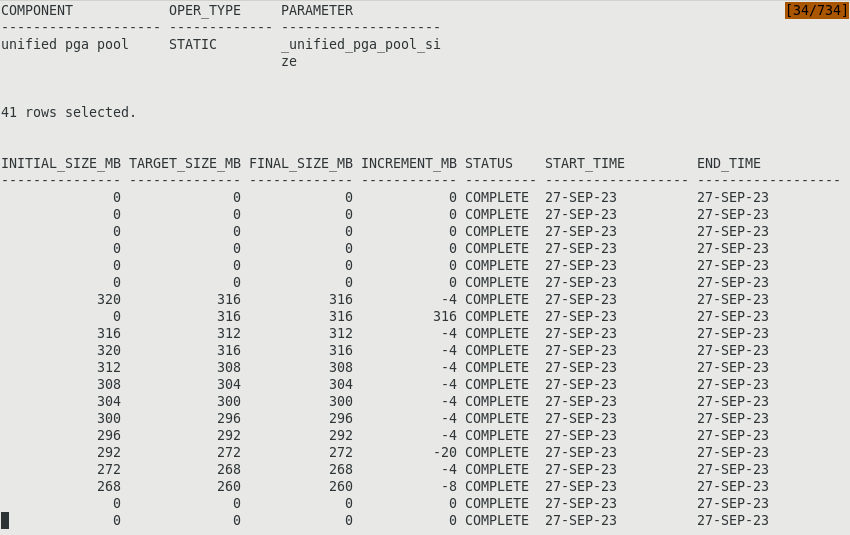 COMPONENT OPER_TYPE PARAMETER [34/734]
-------------------- ------------- --------------------
unified pga pool STATIC _unified_pga_pool_si
ze
41 rows selected.
INITIAL_SIZE_MB TARGET_SIZE_MB FINAL_SIZE_MB INCREMENT_MB STATUS START_TIME END_TIME
--------------- -------------- ------------- ------------ --------- ------------------ ------------------
0 0 0 0 COMPLETE 27-SEP-23 27-SEP-23
0 0 0 0 COMPLETE 27-SEP-23 27-SEP-23
0 0 0 0 COMPLETE 27-SEP-23 27-SEP-23
0 0 0 0 COMPLETE 27-SEP-23 27-SEP-23
0 0 0 0 COMPLETE 27-SEP-23 27-SEP-23
0 0 0 0 COMPLETE 27-SEP-23 27-SEP-23
320 316 316 -4 COMPLETE 27-SEP-23 27-SEP-23
0 316 316 316 COMPLETE 27-SEP-23 27-SEP-23
316 312 312 -4 COMPLETE 27-SEP-23 27-SEP-23
320 316 316 -4 COMPLETE 27-SEP-23 27-SEP-23
312 308 308 -4 COMPLETE 27-SEP-23 27-SEP-23
308 304 304 -4 COMPLETE 27-SEP-23 27-SEP-23
304 300 300 -4 COMPLETE 27-SEP-23 27-SEP-23
300 296 296 -4 COMPLETE 27-SEP-23 27-SEP-23
296 292 292 -4 COMPLETE 27-SEP-23 27-SEP-23
292 272 272 -20 COMPLETE 27-SEP-23 27-SEP-23
272 268 268 -4 COMPLETE 27-SEP-23 27-SEP-23
268 260 260 -8 COMPLETE 27-SEP-23 27-SEP-23
0 0 0 0 COMPLETE 27-SEP-23 27-SEP-23
0 0 0 0 COMPLETE 27-SEP-23 27-SEP-23